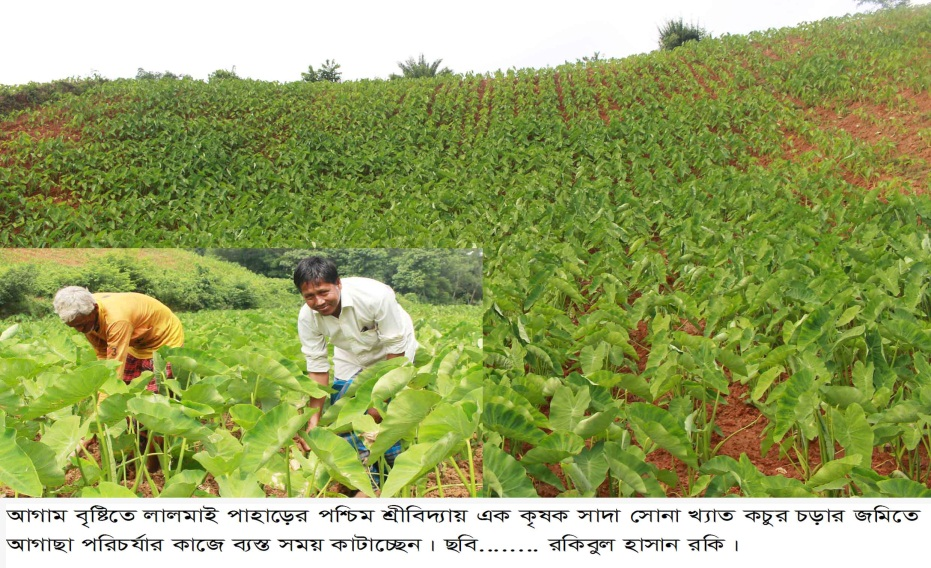 আগাম বৃষ্টিতে লালমাই পাহাড়ের পশ্চিম শ্রীবিদ্যায় এক কৃষক সাদা সোনা খ্যাত কচুর চড়ার জমিতে
আগাছা পরিচর্যার কাজে ব্যস্ত সময় কাটাচ্ছেন। ছবি........ রকিবুল হাসান রকি।